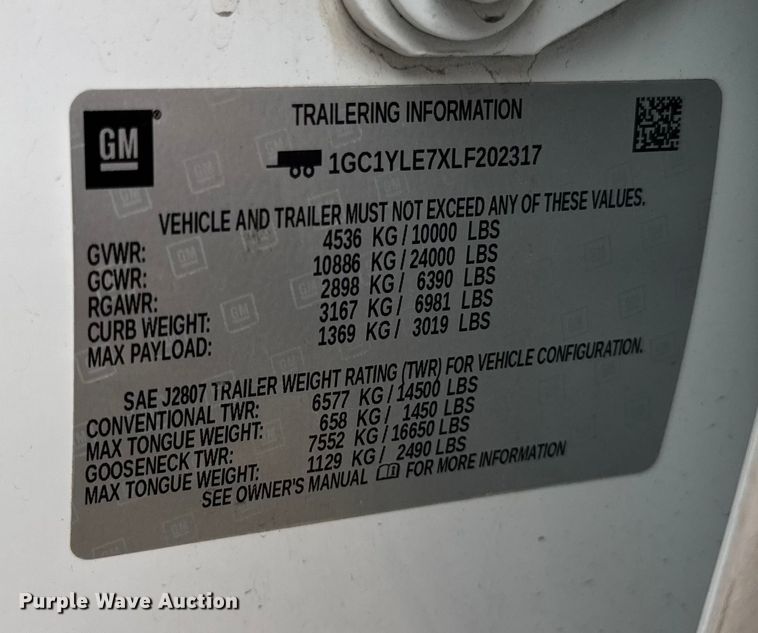 GM®
TRAILERING INFORMATION
1GC1YLE7XLF202317
VEHICLE AND TRAILER MUST NOT EXCEED ANY OF THESE VALUES.
GVWR: 4536 KG / 10000 LBS
GCWR: 10886 KG / 24000 LBS
RGAWR: 2898 KG / 6390 LBS
CURB WEIGHT: 3167 KG / 6981 LBS
MAX PAYLOAD: 1369 KG / 3019 LBS
SAE J2807 TRAILER WEIGHT RATING (TWR) FOR VEHICLE CONFIGURATION.
CONVENTIONAL TWR: 6577 KG / 14500 LBS
MAX TONGUE WEIGHT: 658 KG / 1450 LBS
GOOSENECK TWR: 7552 KG / 16650 LBS
MAX TONGUE WEIGHT: 1129 KG / 2490 LBS
SEE OWNER'S MANUAL FOR MORE INFORMATION
Purple Wave Auction